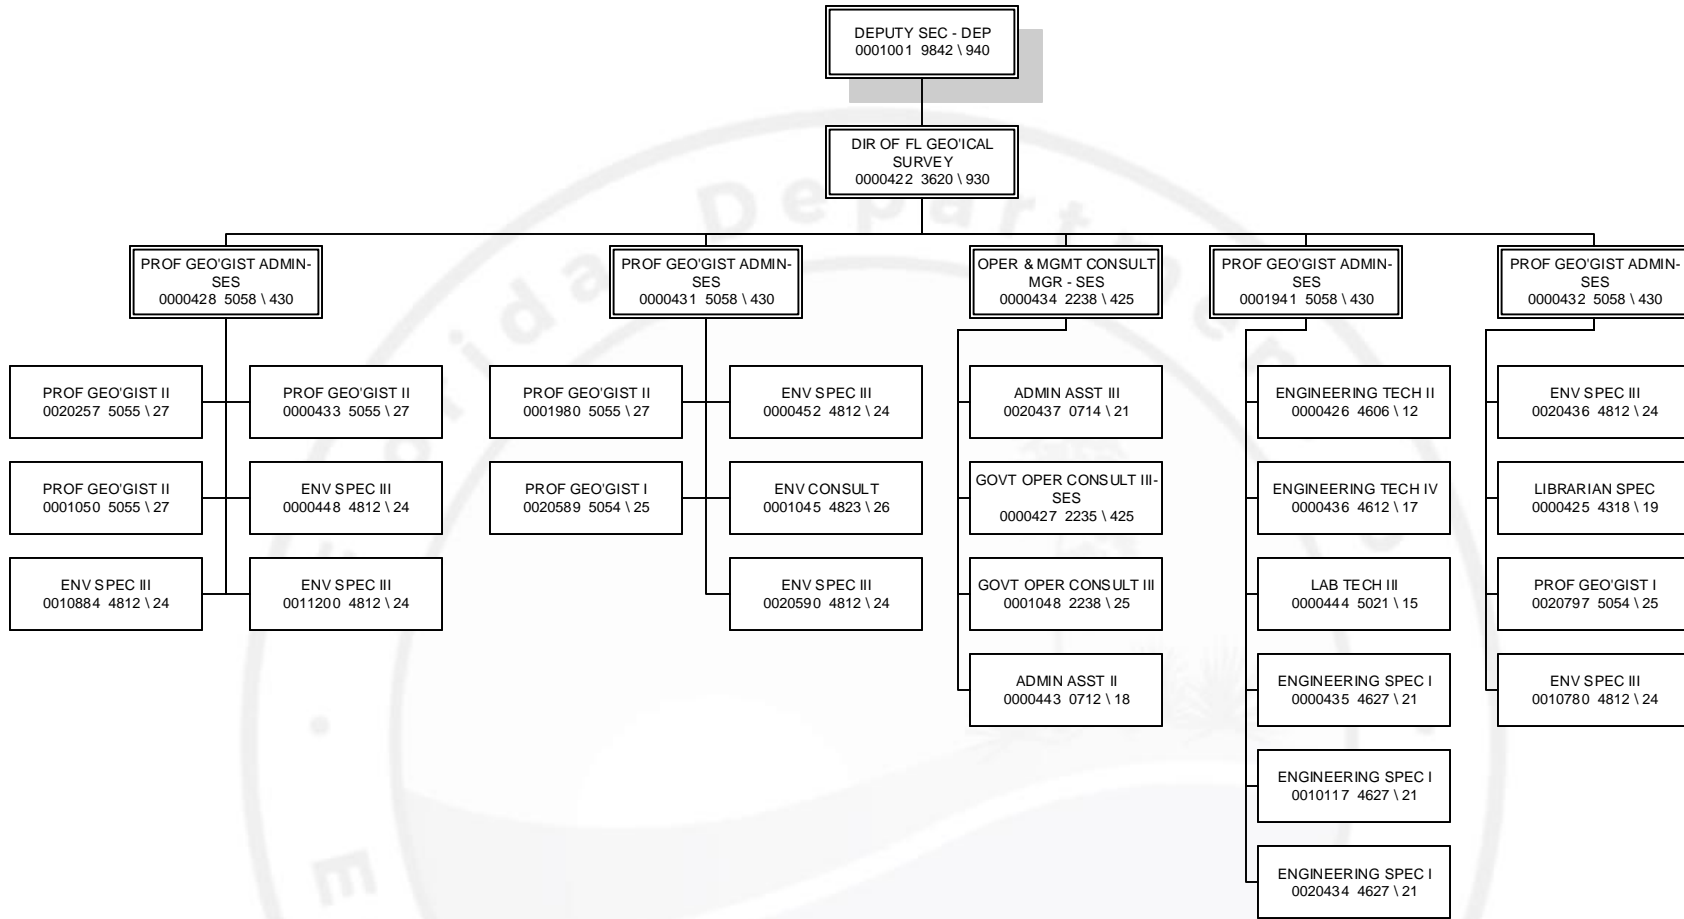 DEPUTY SEC - DEP
0001001 9842 \ 940
DIR OF FL GEO'ICAL
SURVEY
0000422 3620 \ 930
PROF GEO'GIST ADMIN-
SES
0000428 5058 \ 430
PROF GEO'GIST ADMIN-
SES
0000431 5058 \ 430
OPER & MGMT CONSULT
MGR - SES
0000434 2238 \ 425
PROF GEO'GIST ADMIN-
SES
0001941 5058 \ 430
PROF GEO'GIST ADMIN-
SES
0000432 5058 \ 430
PROF GEO'GIST II
0020257 5055 \ 27
PROF GEO'GIST II
0000433 5055 \ 27
PROF GEO'GIST II
0001050 5055 \ 27
ENV SPEC III
0000448 4812 \ 24
ENV SPEC III
0010884 4812 \ 24
ENV SPEC III
0011200 4812 \ 24
PROF GEO'GIST II
0001980 5055 \ 27
ENV SPEC III
0000452 4812 \ 24
PROF GEO'GIST I
0020589 5054 \ 25
ENV CONSULT
0001045 4823 \ 26
ENV SPEC III
0020590 4812 \ 24
ADMIN ASST III
0020437 0714 \ 21
GOVT OPER CONSULT III-
SES
0000427 2235 \ 425
GOVT OPER CONSULT III
0001048 2238 \ 25
ADMIN ASST II
0000443 0712 \ 18
ENGINEERING TECH II
0000426 4606 \ 12
ENGINEERING TECH IV
0000436 4612 \ 17
LAB TECH III
0000444 5021 \ 15
ENGINEERING SPEC I
0000435 4627 \ 21
ENGINEERING SPEC I
0010117 4627 \ 21
ENGINEERING SPEC I
0020434 4627 \ 21
ENV SPEC III
0020436 4812 \ 24
LIBRARIAN SPEC
0000425 4318 \ 19
PROF GEO'GIST I
0020797 5054 \ 25
ENV SPEC III
0010780 4812 \ 24